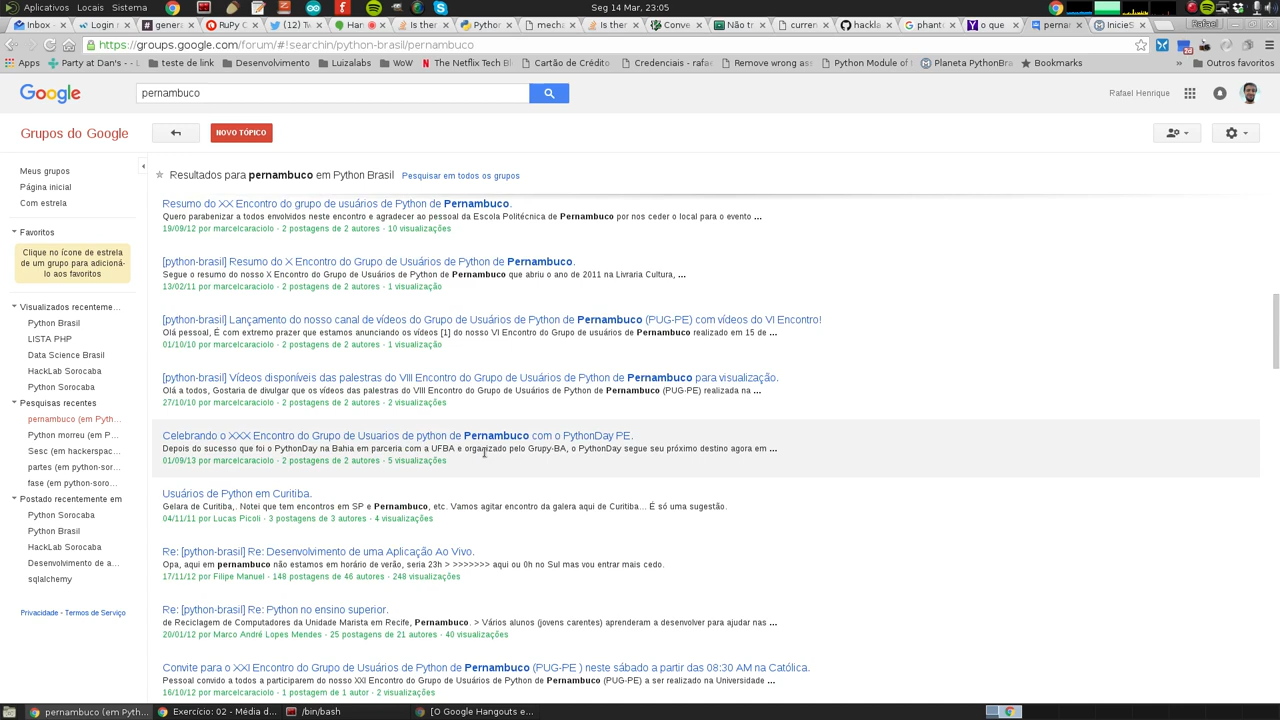 Aplicações Locais Sistema
Seg 14 Mar, 23:05
Login
# genera
RuPy C
(2) Tw
Is ther
Python
mecha
Is ther
Conve
Não tr
curren
hackla
phant
o que
perna
InicieS
Rafael
https://groups.google.com/forum/#!searchin/python-brasil/pernambuco
Apps
Party at Dan's - - L
teste de link
Desenvolvimento
Luizalabs
WoW
The Netflix Tech Bl
Cartão de Crédito
Credenciais - rafae
Remove wrong ass
Python Module of t
Planeta PythonBra
Bookmarks
»
Outros favoritos
Google
pernambuco
Rafael Henrique
Grupos do Google
NOVO TÓPICO
Meus grupos
Página inicial
Com estrela
Favoritos
Clique no ícone de estrela
de um grupo para adicioná-
lo aos favoritos
Visualizados recenteme...
Python Brasil
LISTA PHP
Data Science Brasil
HackLab Sorocaba
Python Sorocaba
Pesquisas recentes
pernambuco (em Pyth...
Python morreu (em P...
Sesc (em hackerspac...
partes (em python-sor...
fase (em python-soro...
Postado recentemente em
Python Sorocaba
Python Brasil
HackLab Sorocaba
Desenvolvimento de a...
sqlalchemy
Privacidade - Termos de Serviço
Resultados para pernambuco em Python Brasil Pesquisar em todos os grupos
Resumo do XX Encontro do grupo de usuários de Python de Pernambuco.
Quero parabenizar a todos envolvidos neste encontro e agradecer ao pessoal da Escola Politécnica de Pernambuco por nos ceder o local para o evento ...
19/09/12 por marcelcaraciolo - 2 postagens de 2 autores - 10 visualizações
[python-brasil] Resumo do X Encontro do Grupo de Usuários de Python de Pernambuco.
Segue o resumo do nosso X Encontro do Grupo de Usuários de Python de Pernambuco que abriu o ano de 2011 na Livraria Cultura, ...
13/02/11 por marcelcaraciolo - 2 postagens de 2 autores - 1 visualização
[python-brasil] Lançamento do nosso canal de vídeos do Grupo de Usuários de Python de Pernambuco (PUG-PE) com vídeos do VI Encontro!
Olá pessoal, É com extremo prazer que estamos anunciando os vídeos [1] do nosso VI Encontro do Grupo de usuários de Pernambuco realizado em 15 de ...
01/10/10 por marcelcaraciolo - 2 postagens de 2 autores - 1 visualização
[python-brasil] Vídeos disponíveis das palestras do VIII Encontro do Grupo de Usuários de Python de Pernambuco para visualização.
Olá a todos, Gostaria de divulgar que os vídeos das palestras do VIII Encontro do Grupo de Usuários de Python de Pernambuco (PUG-PE) realizada na ...
27/10/10 por marcelcaraciolo - 2 postagens de 2 autores - 2 visualizações
Celebrando o XXX Encontro do Grupo de Usuarios de python de Pernambuco com o PythonDay PE.
Depois do sucesso que foi o PythonDay na Bahia em parceria com a UFBA e organizado pelo Grupy-BA, o PythonDay segue seu próximo destino agora em ...
01/09/13 por marcelcaraciolo - 2 postagens de 2 autores - 5 visualizações
Usuários de Python em Curitiba.
Gelara de Curitiba,. Notei que tem encontros em SP e Pernambuco, etc. Vamos agitar encontro da galera aqui de Curitiba... É só uma sugestão.
04/11/11 por Lucas Picoli - 3 postagens de 3 autores - 4 visualizações
Re: [python-brasil] Re: Desenvolvimento de uma Aplicação Ao Vivo.
Opa, aqui em pernambuco não estamos em horário de verão, seria 23h > >>>>>>> aqui ou 0h no Sul mas vou entrar mais cedo.
17/11/12 por Filipe Manuel - 148 postagens de 46 autores - 248 visualizações
Re: [python-brasil] Re: Python no ensino superior.
de Reciclagem de Computadores da Unidade Marista em Recife, Pernambuco. > Vários alunos (jovens carentes) aprenderam a desenvolver para ajudar nas ...
20/01/12 por Marco André Lopes Mendes - 25 postagens de 21 autores - 40 visualizações
Convite para o XXI Encontro do Grupo de Usuários de Python de Pernambuco (PUG-PE ) neste sábado a partir das 08:30 AM na Católica.
Pessoal convido a todos a participarem do nosso XXI Encontro do Grupo de Usuários de Python de Pernambuco (PUG-PE) a ser realizado na Universidade ...
16/10/12 por marcelcaraciolo - 1 postagem de 1 autor - 2 visualizações
pernambuco (em Pyth...
Exercício: 02 - Média d...
/bin/bash
[O Google Hangouts e...